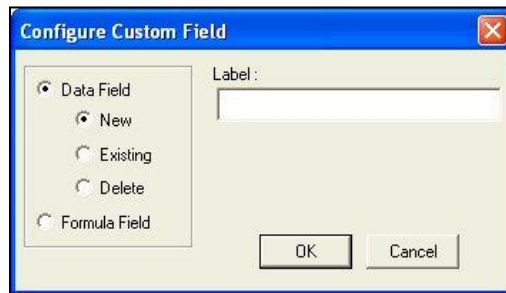 Configure Custom Field
Label :
Data Field
New
Existing
Delete
Formula Field
OK
Cancel